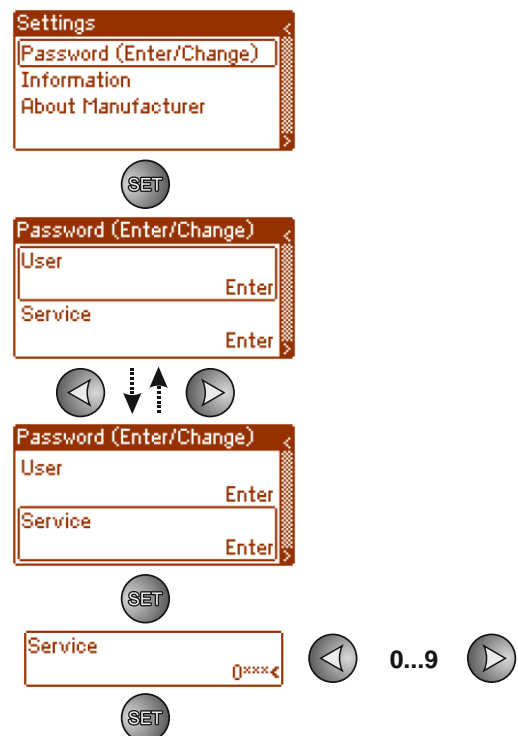 Settings
<
Password (Enter/Change)
Information
About Manufacturer
>
SET
Password (Enter/Change)
<
User
Enter
Service
Enter
>
Password (Enter/Change)
<
User
Enter
Service
Enter
>
SET
Service
0***<
0...9
SET